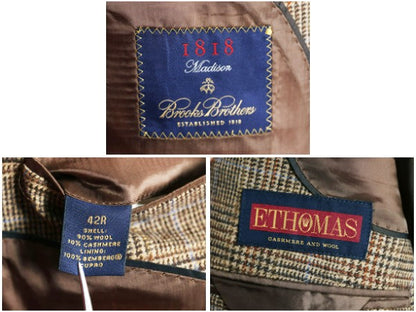 1818
Madison
Brooks Brothers
ESTABLISHED 1818
42R
SHELL:
90% WOOL
10% CASHMERE
LINING:
100% BEMBERG®
CUPRO
ETHOMAS
CASHMERE AND WOOL